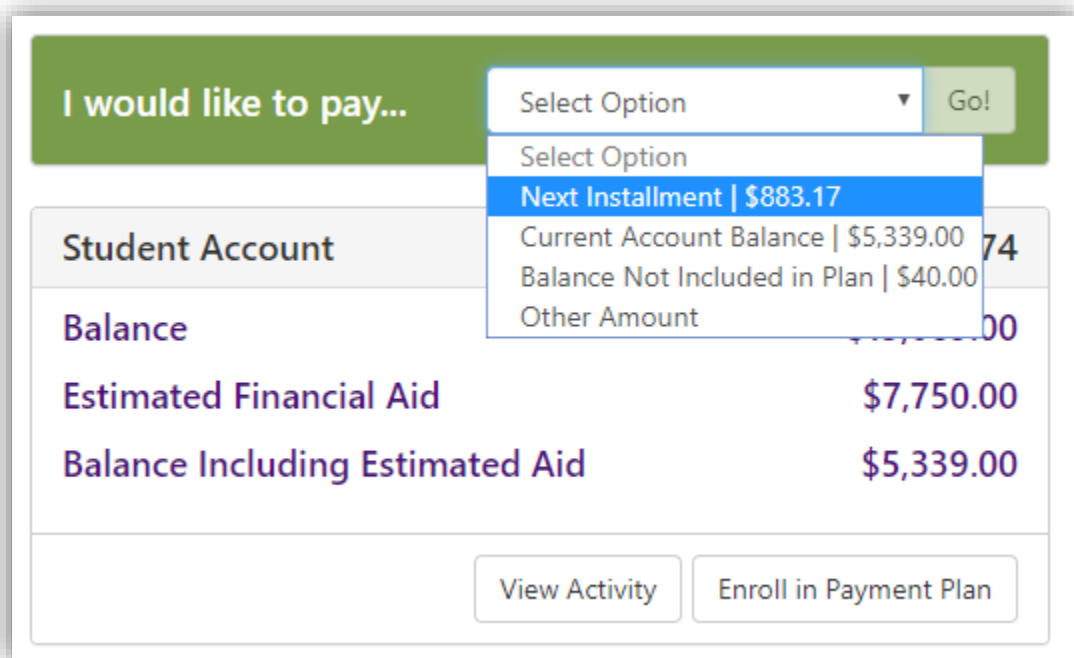 I would like to pay...
Select Option
Go!
Select Option
Next Installment | $883.17
Current Account Balance | $5,339.00
Balance Not Included in Plan | $40.00
Other Amount
Student Account
74
Balance
00
Estimated Financial Aid
$7,750.00
Balance Including Estimated Aid
$5,339.00
View Activity
Enroll in Payment Plan